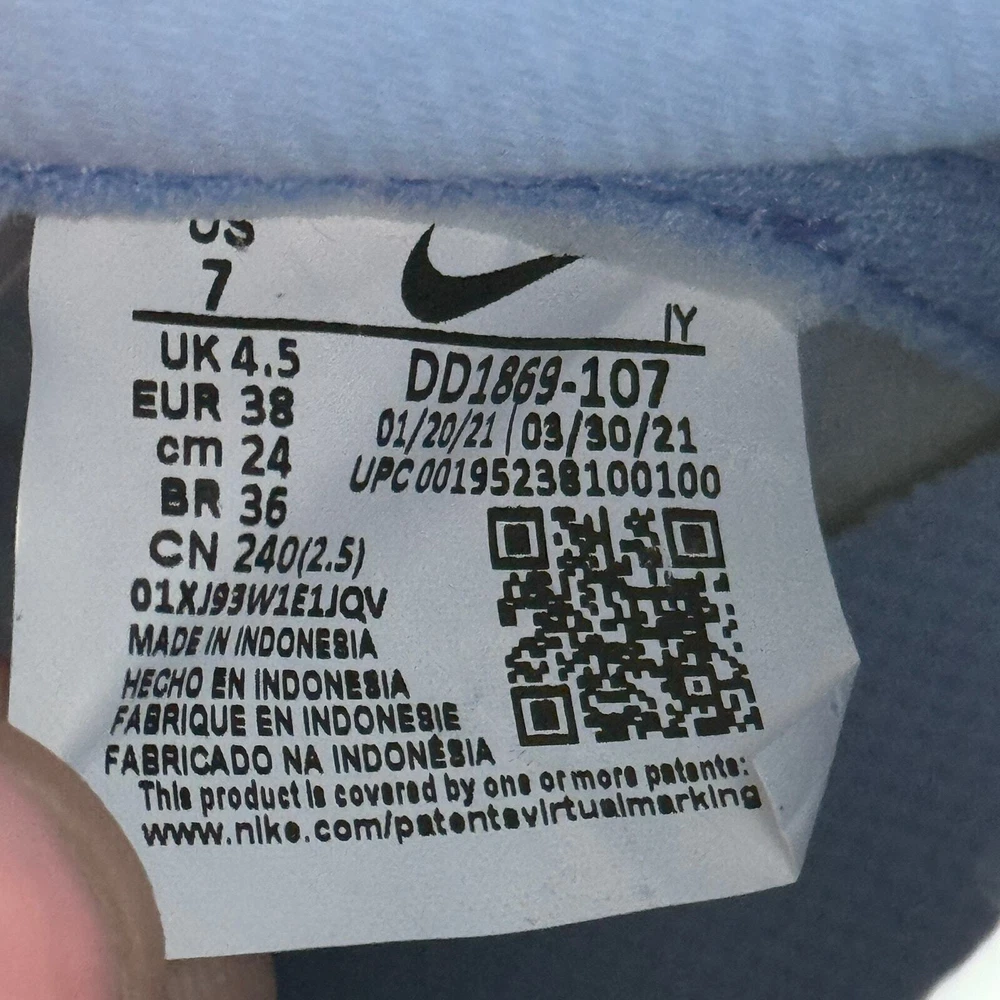 US
7
IY
UK 4.5
EUR 38
cm 24
BR 36
CN 240(2.5)
DD1869-107
01/20/21 | 03/30/21
UPC 00195238100100
01XJ93W1E1JQV
MADE IN INDONESIA
HECHO EN INDONESIA
FABRIQUE EN INDONESIE
FABRICADO NA INDONÉSIA
This product is covered by one or more patents:
www.nike.com/patentsvirtualmarking